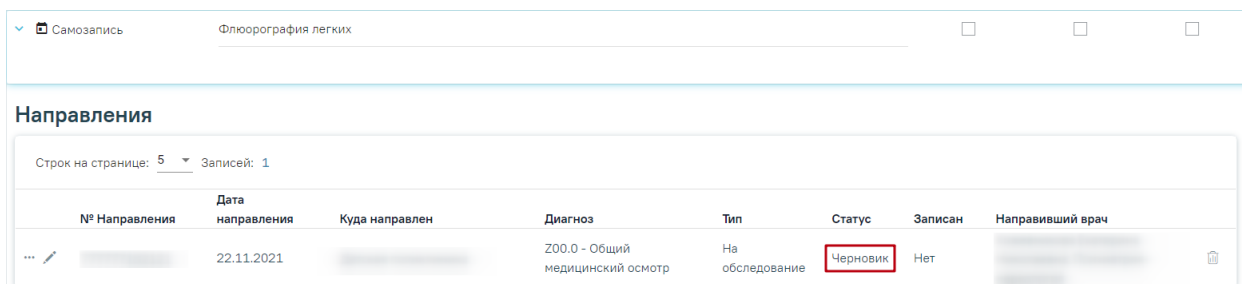 Самозапись Флюорография легких
Направления
Строк на странице: 5 Записей: 1
№ Направления Дата направления Куда направлен Диагноз Тип Статус Записан Направивший врач
22.11.2021 Z00.0 - Общий медицинский осмотр На обследование Черновик Нет